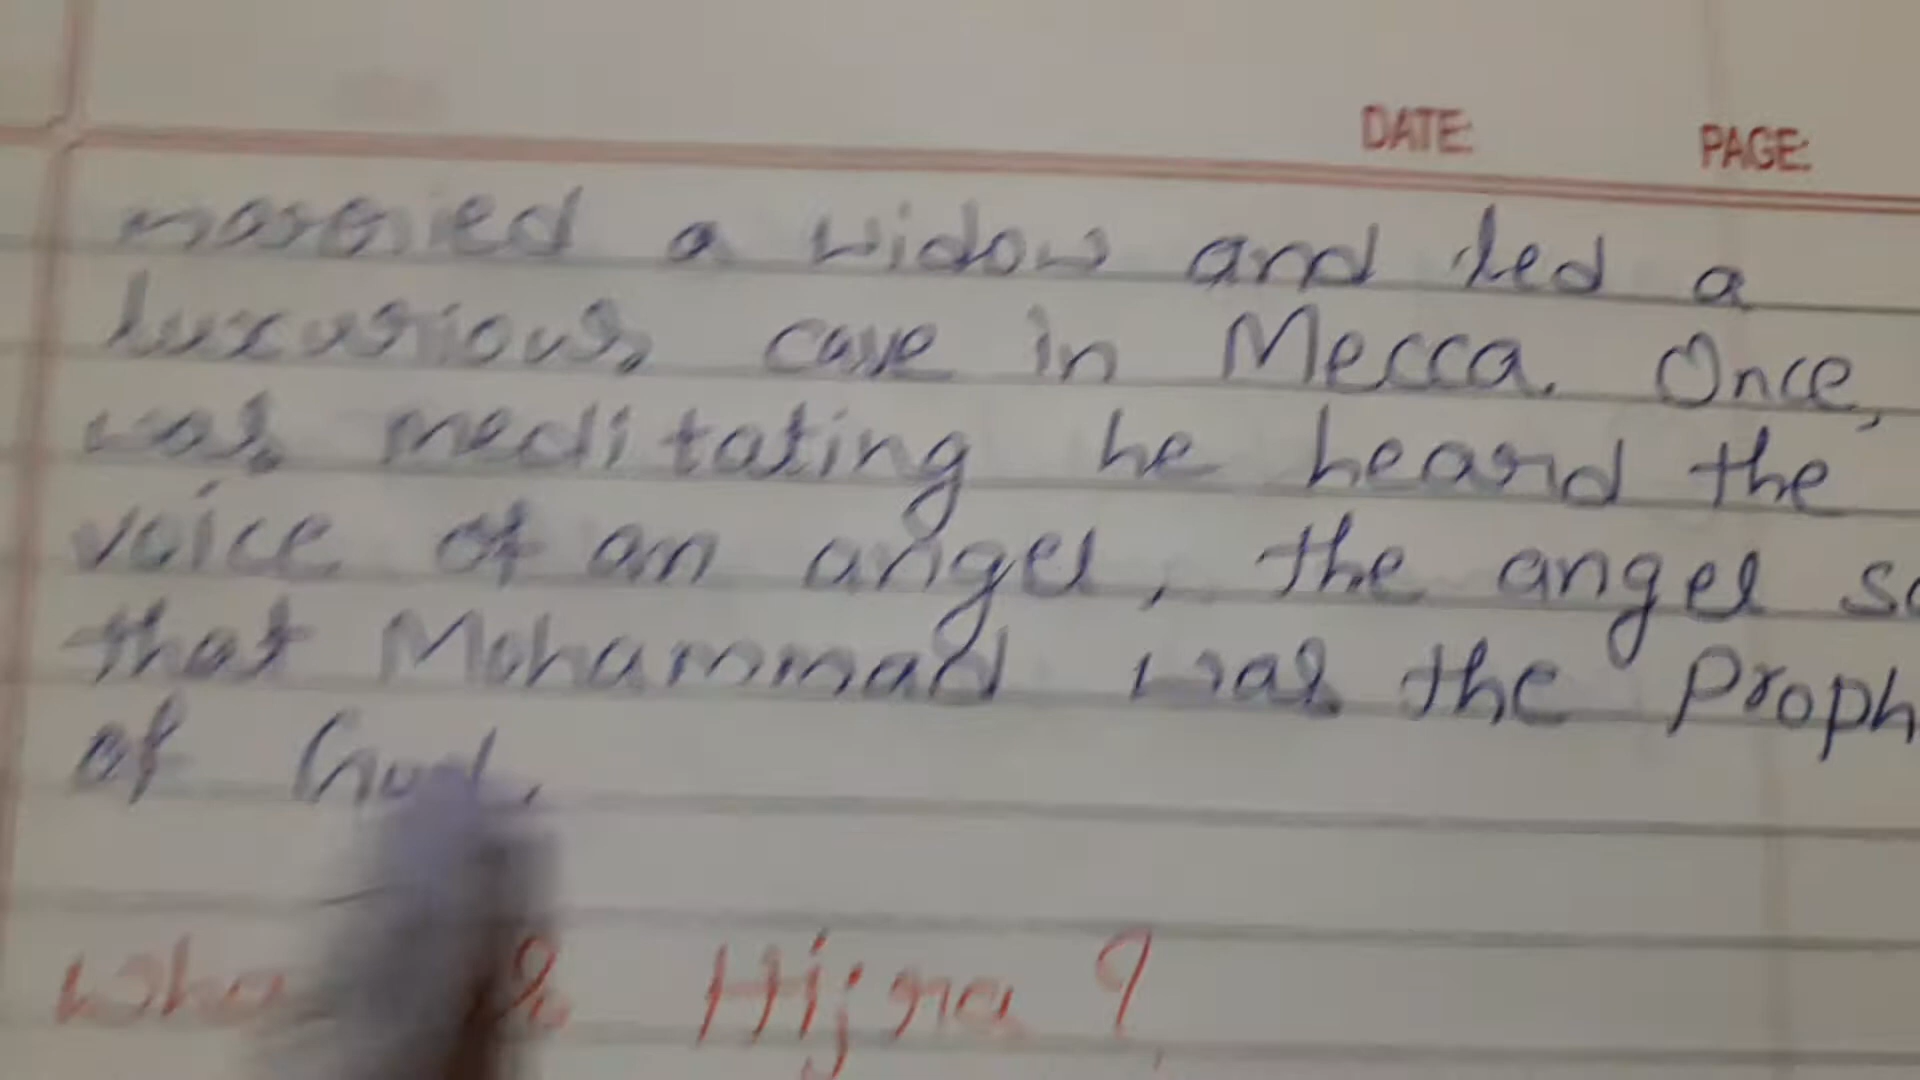 DATE: PAGE:
married a widow and led a
luxurious case in Mecca. Once,
was meditating he heard the
voice of an angel, the angel
that Mohammad was the
of God.
Hijra ?